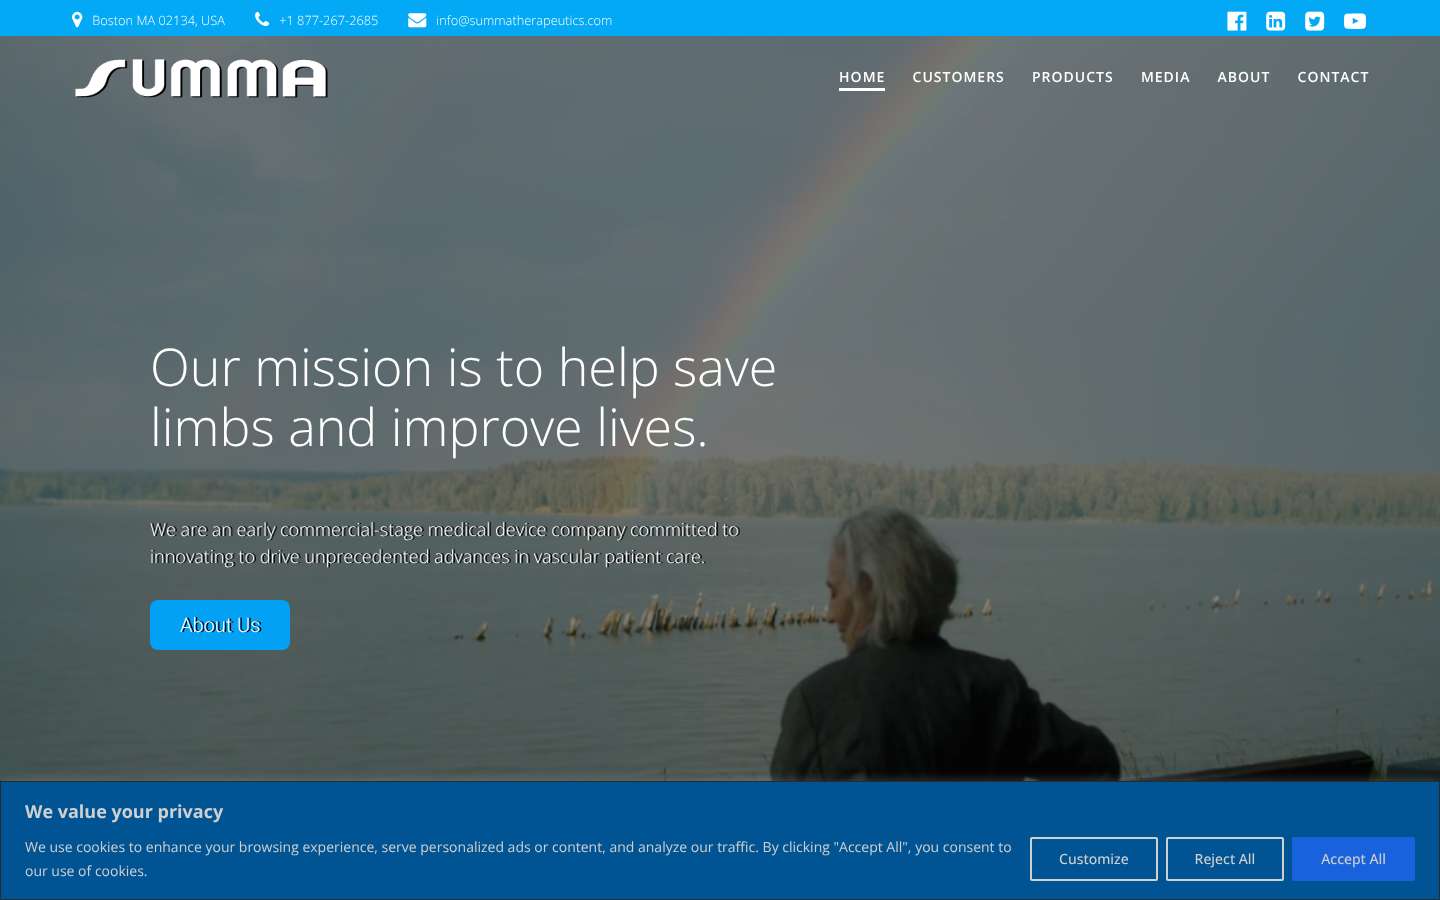 Boston MA 02134, USA
+1 877-267-2685
info@summatherapeutics.com
SUMMA
HOME
CUSTOMERS
PRODUCTS
MEDIA
ABOUT
CONTACT
Our mission is to help save
limbs and improve lives.
We are an early commercial-stage medical device company committed to
innovating to drive unprecedented advances in vascular patient care.
About Us
We value your privacy
We use cookies to enhance your browsing experience, serve personalized ads or content, and analyze our traffic. By clicking "Accept All", you consent to
our use of cookies.
Customize
Reject All
Accept All